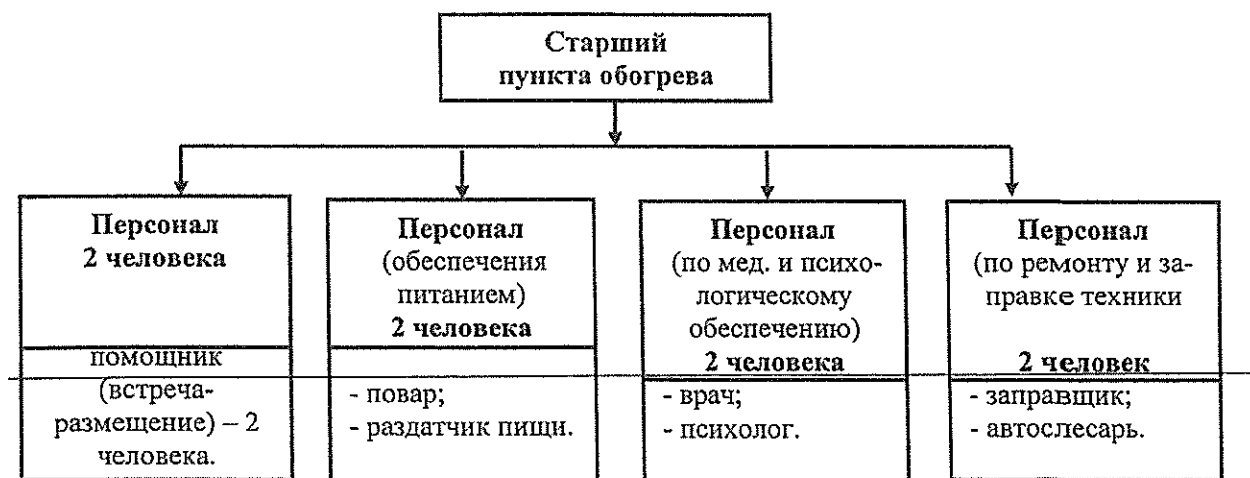 Старший
пункта обогрева
Персонал
2 человека
помощник
(встреча-
размещение) – 2
человека.
Персонал
(обеспечения
питанием)
2 человека
- повар;
- раздатчик пищи.
Персонал
(по мед. и психо-
логическому
обеспечению)
2 человека
- врач;
- психолог.
Персонал
(по ремонту и за-
правке техники
2 человек
- заправщик;
- автослесарь.